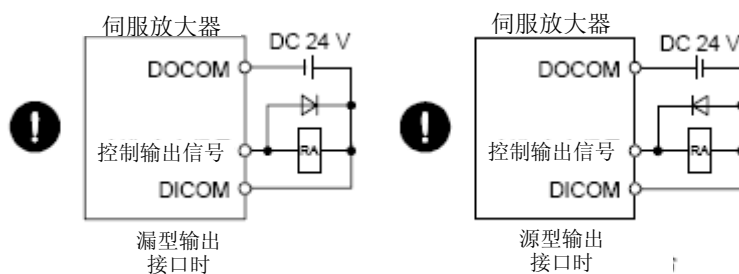 伺服放大器
DC 24 V
DOCOM
控制输出信号
RA
DICOM
漏型输出
接口时
伺服放大器
DC 24 V
DOCOM
控制输出信号
RA
DICOM
源型输出
接口时